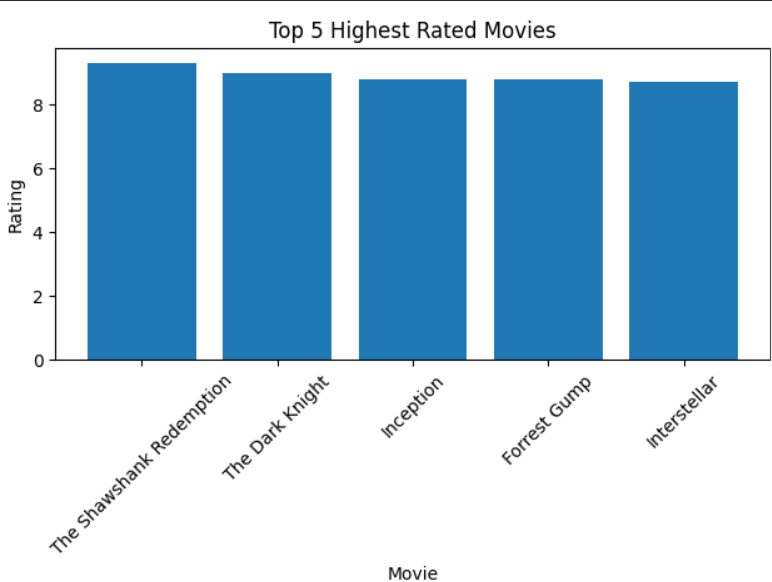 Top 5 Highest Rated Movies
Rating
8
6
4
2
0
The Shawshank Redemption
The Dark Knight
Inception
Forrest Gump
Interstellar
Movie